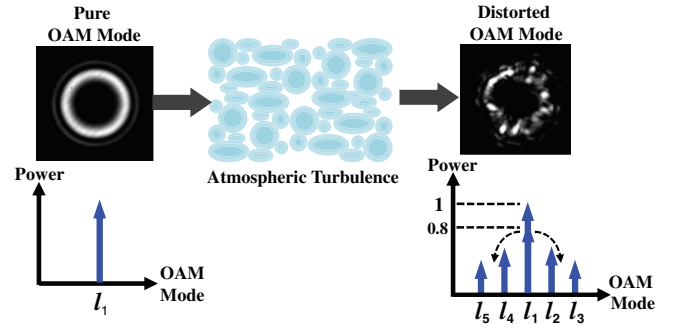 Pure
OAM Mode
Distorted
OAM Mode
Atmospheric Turbulence
Power
l1
OAM
Mode
Power
1
0.8
l5 l4 l1 l2 l3
OAM
Mode